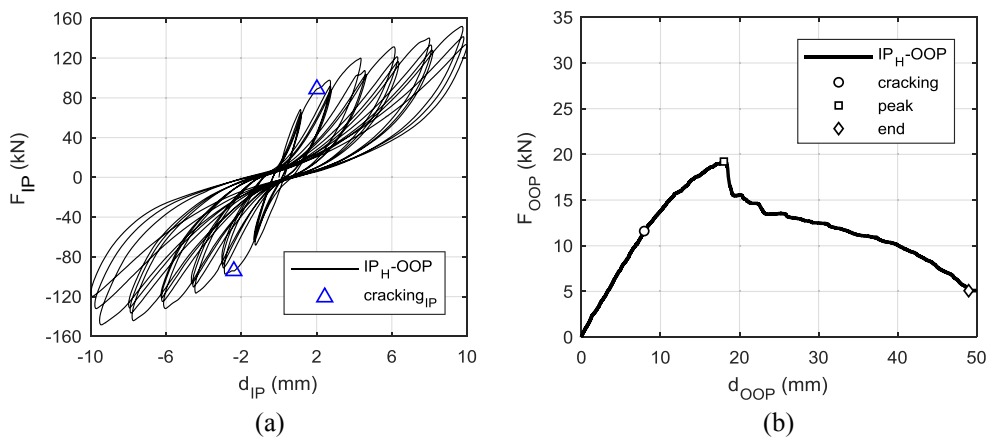 160
120
80
40
0
-40
-80
-120
-160
F_IP (kN)
-10 -6 -2 2 6 10
d_IP (mm)
IP_H-OOP
cracking_IP
(a)
35
30
25
20
15
10
5
0
F_OOP (kN)
0 10 20 30 40 50
d_OOP (mm)
IP_H-OOP
cracking
peak
end
(b)